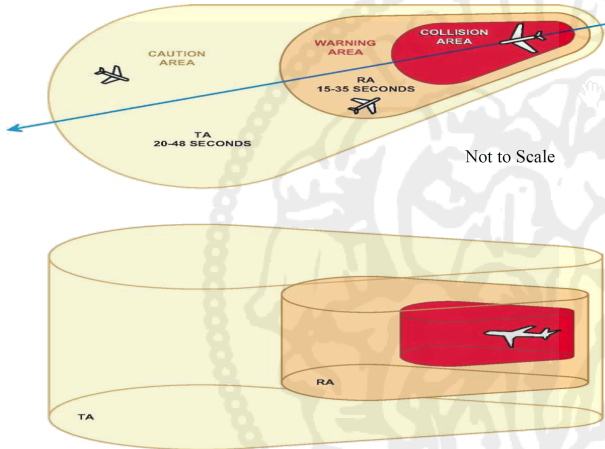 CAUTION
AREA
WARNING
AREA
COLLISION
AREA
RA
15-35 SECONDS
TA
20-48 SECONDS
Not to Scale
RA
TA